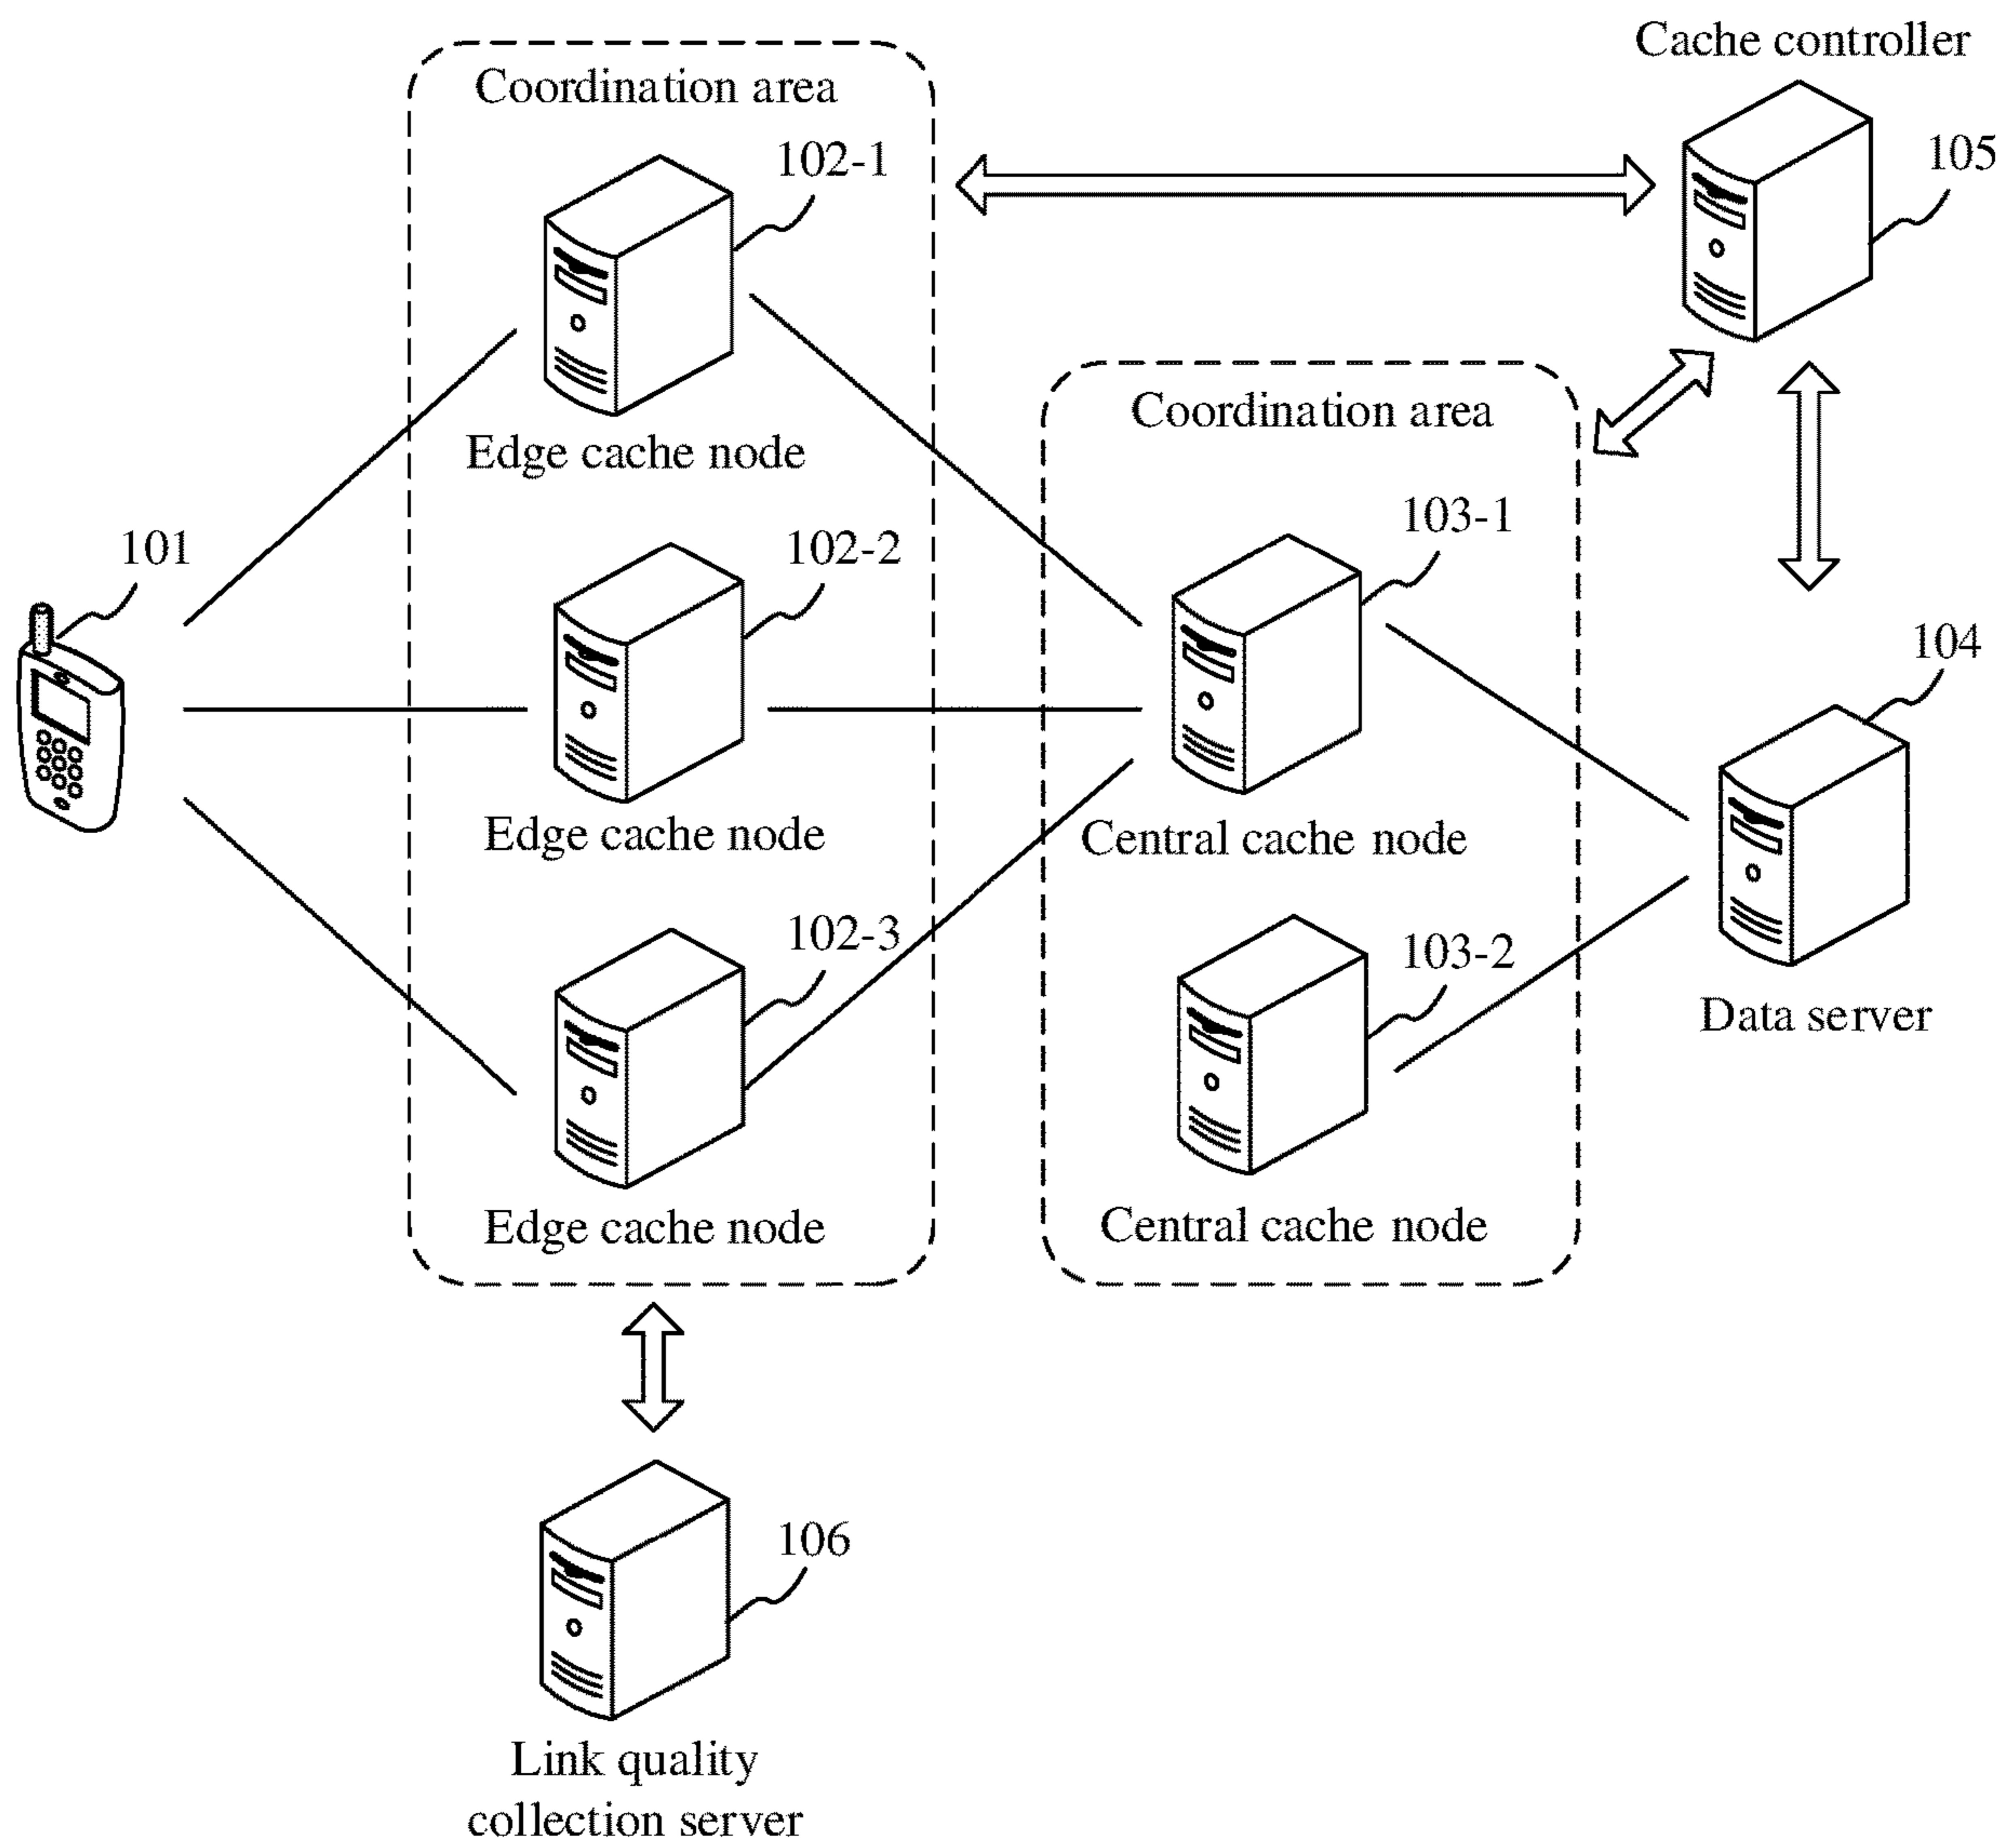 Cache controller
Coordination area
102-1
105
Edge cache node
Coordination area
103-1
101
102-2
104
Edge cache node
Central cache node
102-3
103-2
Data server
Edge cache node
Central cache node
106
Link quality
collection server